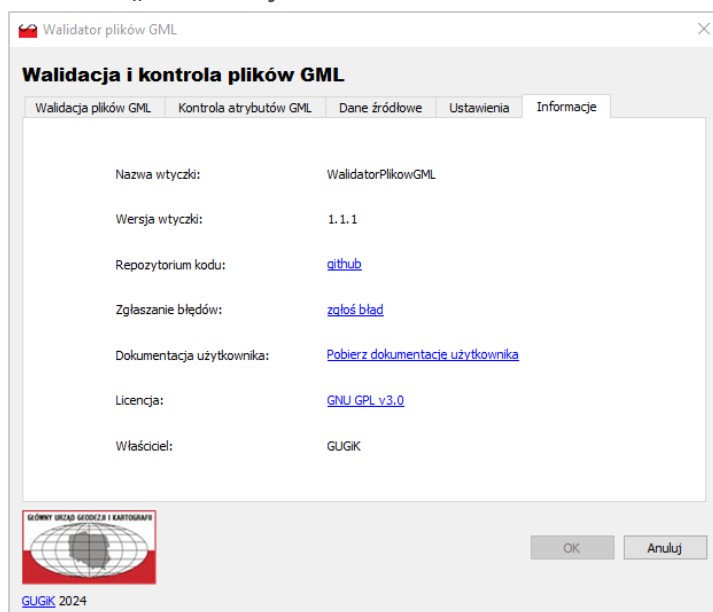 Walidator plików GML
Walidacja i kontrola plików GML
Walidacja plików GML Kontrola atrybutów GML Dane źródłowe Ustawienia Informacje
Nazwa wtyczki: WalidatorPlikowGML
Wersja wtyczki: 1.1.1
Repozytorium kodu: github
Zgłaszanie błędów: zgłoś błąd
Dokumentacja użytkownika: Pobierz dokumentację użytkownika
Licencja: GNU GPL v3.0
Właściciel: GUGiK
GŁÓWNY URZĄD GEODEZJI I KARTOGRAFII
OK Anuluj
GUGiK 2024